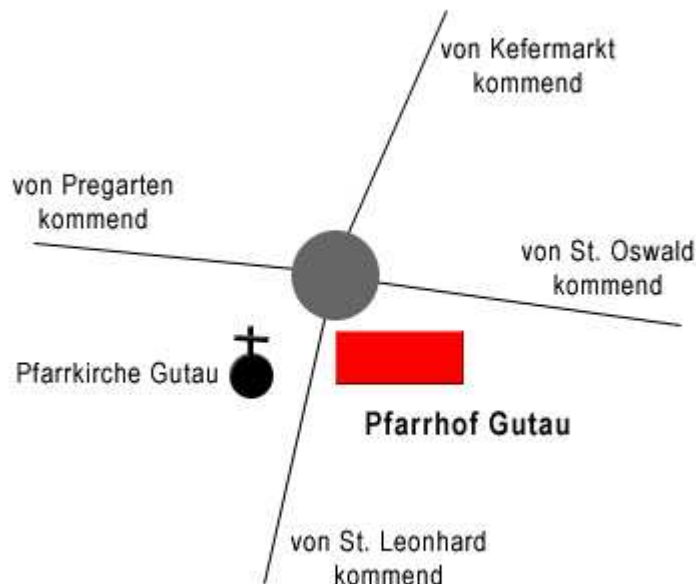 von Kefermarkt
kommend
von Pregarten
kommend
von St. Oswald
kommend
Pfarrkirche Gutau
Pfarrhof Gutau
von St. Leonhard
kommend